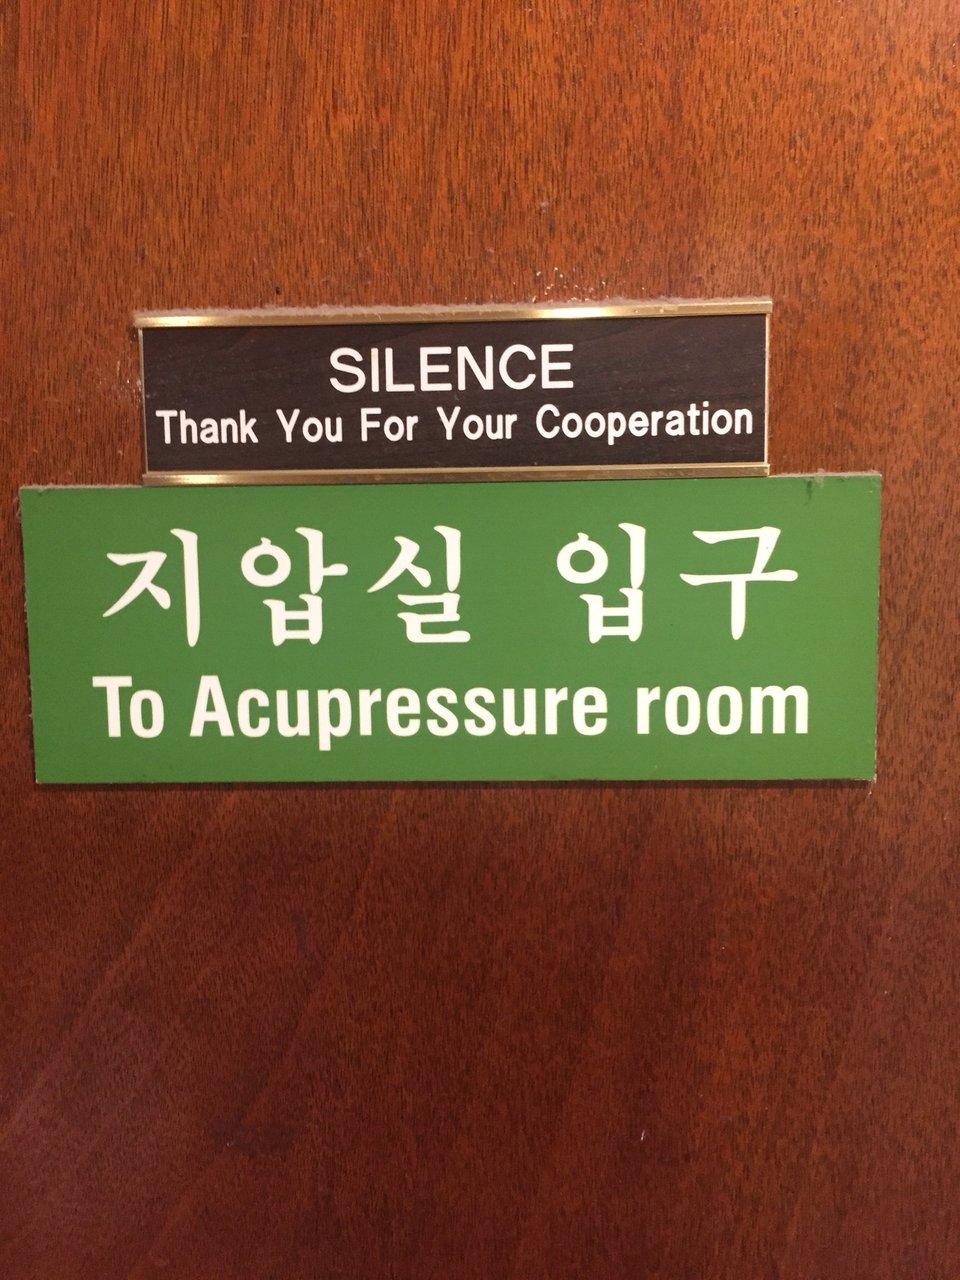 SILENCE
Thank You For Your Cooperation
지압실 입구
To Acupressure room